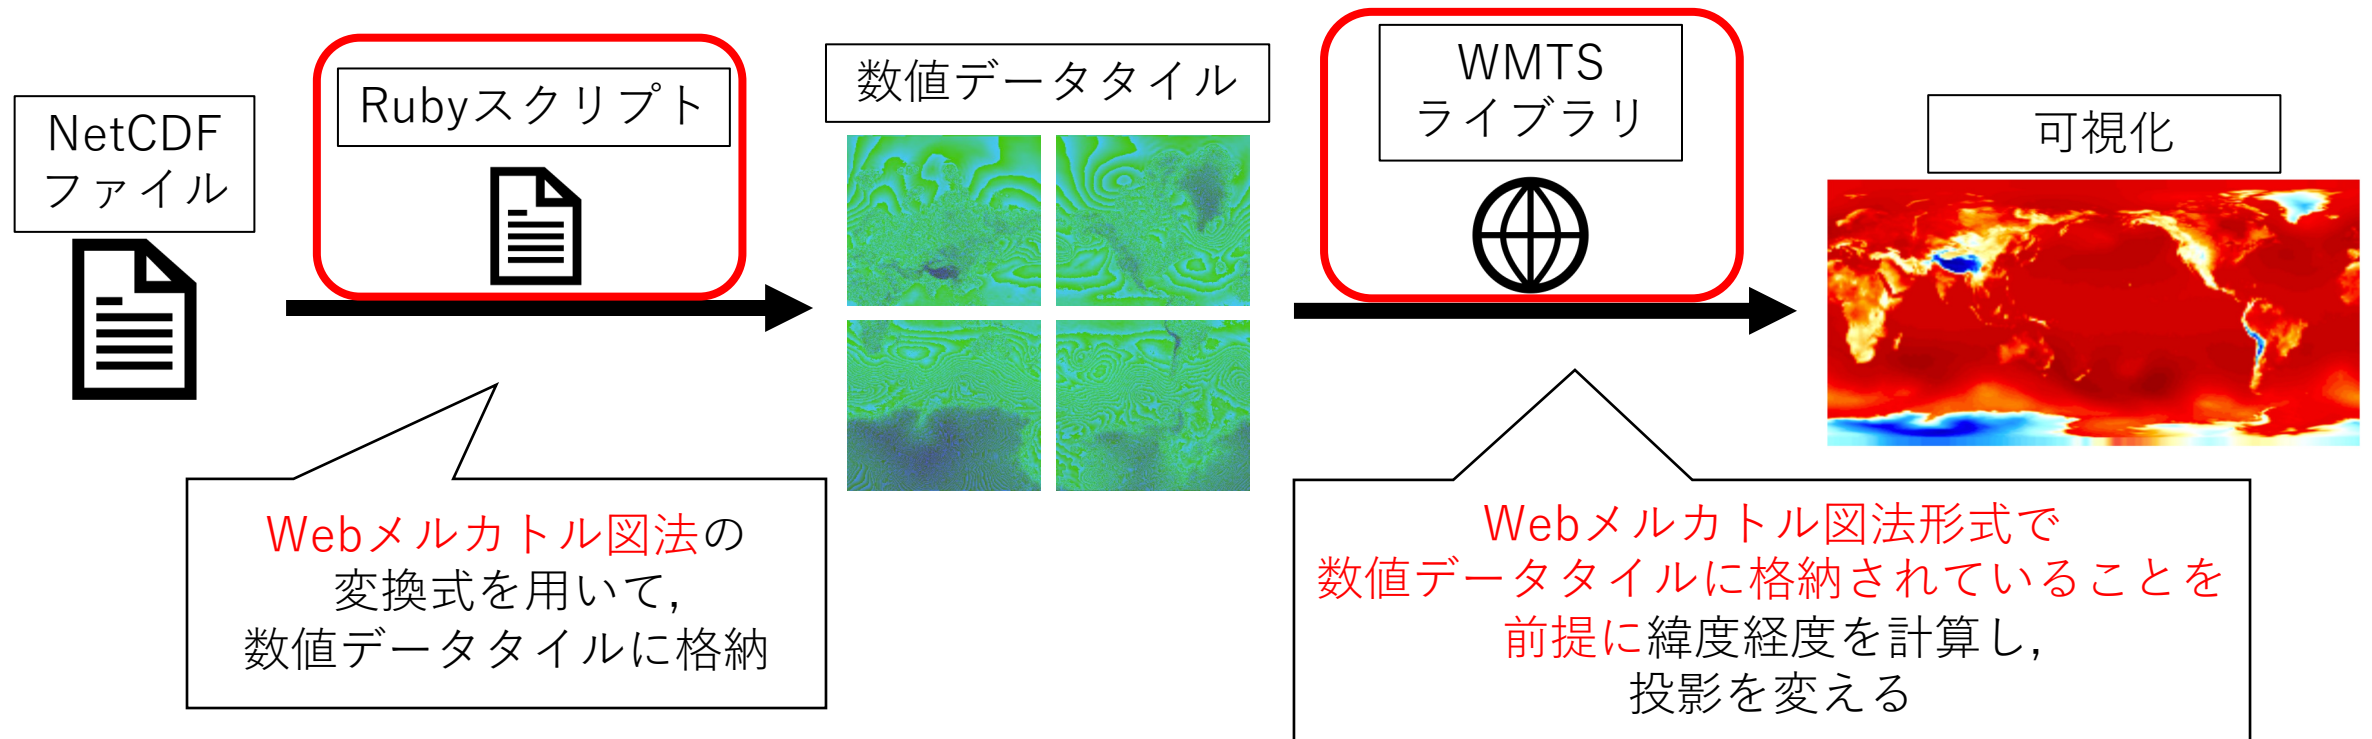 NetCDF
ファイル
Rubyスクリプト
数値データタイル
WMTS
ライブラリ
可視化
Webメルカトル図法の
変換式を用いて,
数値データタイルに格納
Webメルカトル図法形式で
数値データタイルに格納されていることを
前提に緯度経度を計算し,
投影を変える